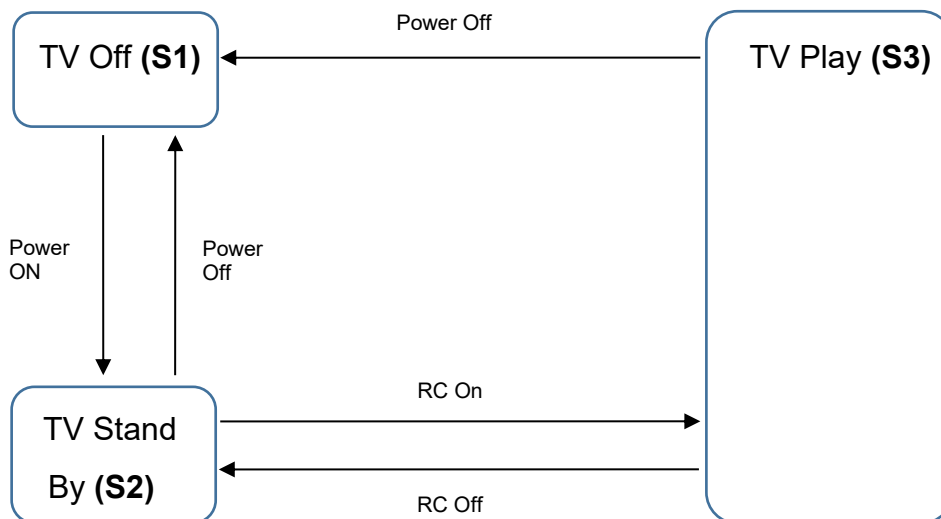 Power Off
TV Off (S1)
TV Play (S3)
Power
ON
Power
Off
RC On
TV Stand
By (S2)
RC Off